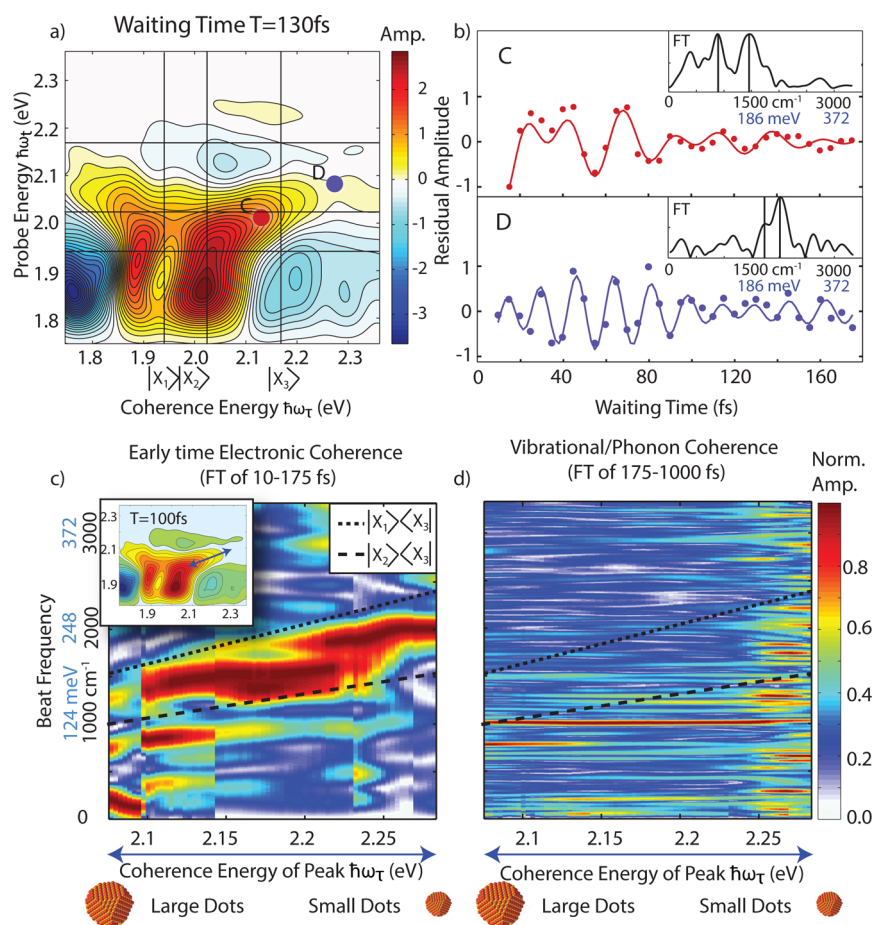 Waiting Time T=130fs
a)
Amp.
2.3
2.2
2.1
2.0
1.9
1.8
Probe Energy ħωt (eV)
D
C
2
1
0
-1
-2
-3
1.8 1.9 2.0 2.1 2.2 2.3
|X₁⟩|X₂⟩ |X₃⟩
Coherence Energy ħωτ (eV)
b)
C
FT
0 1500 cm⁻¹ 3000
186 meV 372
1
0
-1
Residual Amplitude
D
FT
0 1500 cm⁻¹ 3000
186 meV 372
1
0
-1
0 40 80 120 160
Waiting Time (fs)
Early time Electronic Coherence
(FT of 10-175 fs)
c)
T=100fs
2.3
2.1
1.9
1.9 2.1 2.3
|X₁⟩⟨X₃|
|X₂⟩⟨X₃|
372
3000
248
2000
124 meV
1000 cm⁻¹
0
Beat Frequency
2.1 2.15 2.2 2.25
Coherence Energy of Peak ħωτ (eV)
Large Dots Small Dots
Vibrational/Phonon Coherence
(FT of 175-1000 fs)
d)
Norm.
Amp.
0.8
0.6
0.4
0.2
0.0
2.1 2.15 2.2 2.25
Coherence Energy of Peak ħωτ (eV)
Large Dots Small Dots